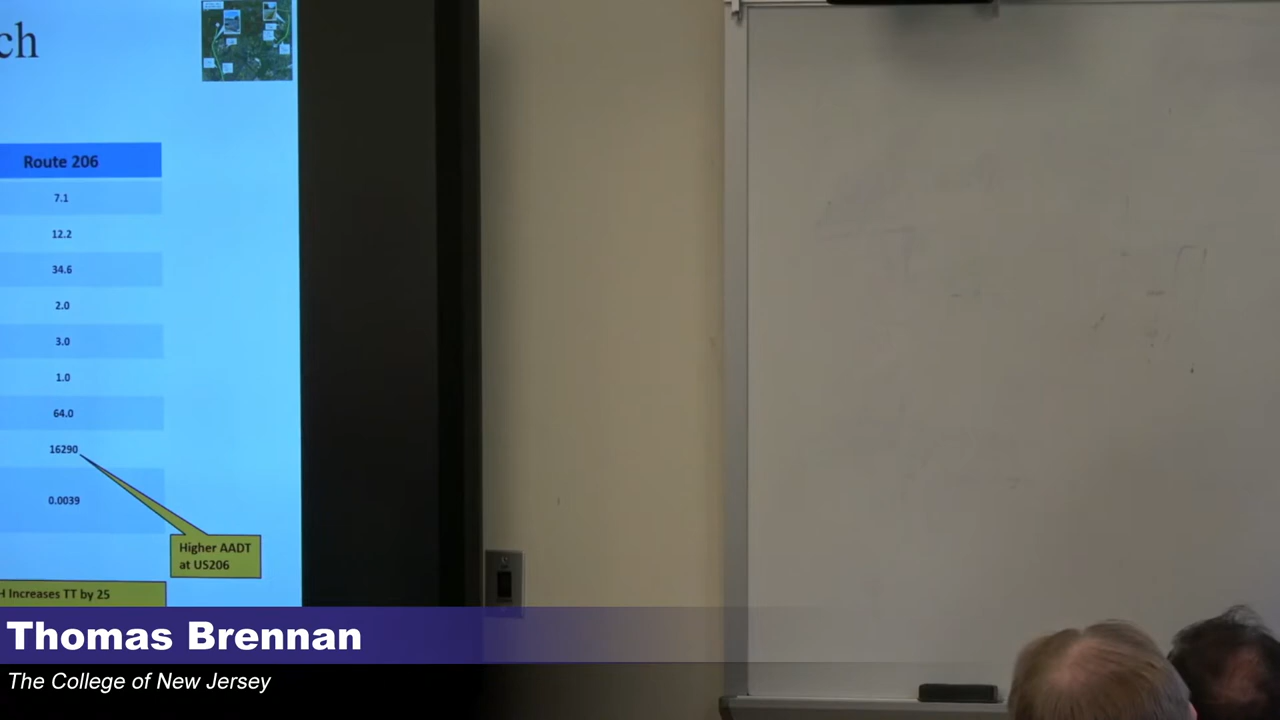 ch
Route 206
7.1
12.2
34.6
2.0
3.0
1.0
64.0
16290
0.0039
Higher AADT
at US206
H Increases TT by 25
Thomas Brennan
The College of New Jersey